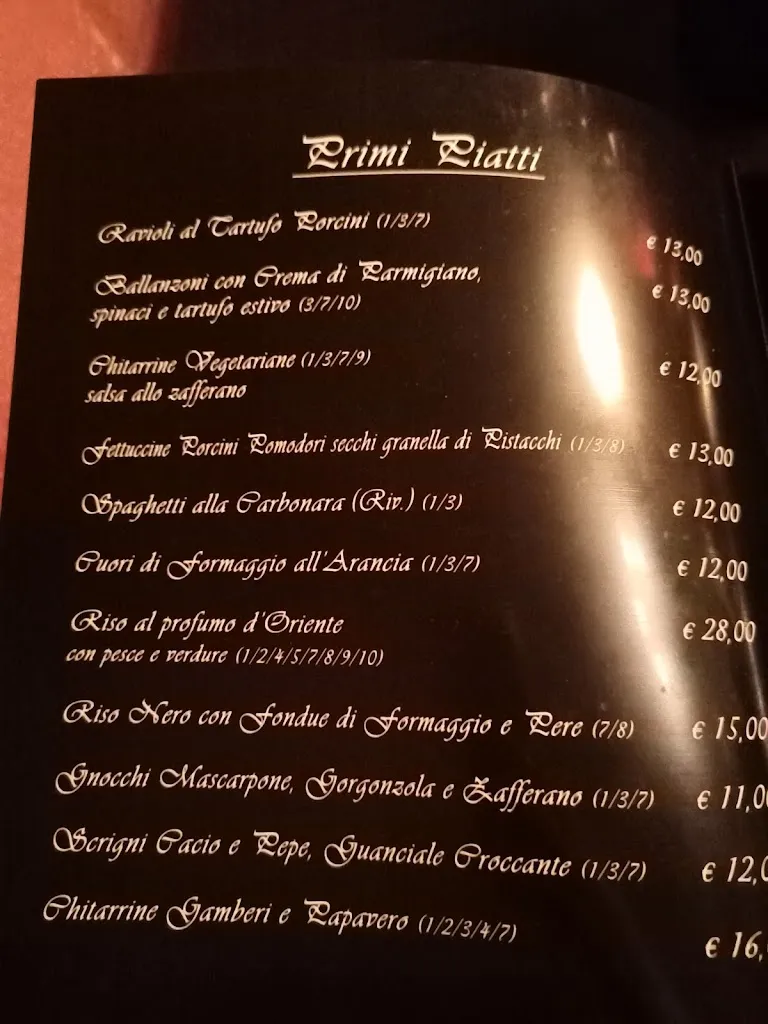 Primi Piatti
Ravioli al Tartufo Porcini (1/3/7) € 13,00
Ballanzoni con Crema di Parmigiano, € 13,00
spinaci e tartufo estivo (3/7/10)
Chitarrine Vegetariane (1/3/7/9) € 12,00
salsa allo zafferano
Fettuccine Porcini Pomodori secchi granella di Pistacchi (1/3/8) € 13,00
Spaghetti alla Carbonara (Riv.) (1/3) € 12,00
Cuori di Formaggio all'Arancia (1/3/7) € 12,00
Riso al profumo d'Oriente € 28,00
con pesce e verdure (1/2/4/5/7/8/9/10)
Riso Nero con Fondue di Formaggio e Pere (7/8) € 15,00
Gnocchi Mascarpone, Gorgonzola e Zafferano (1/3/7) € 11,0
Scrigni Cacio e Pepe, Guanciale Croccante (1/3/7) € 12,0
Chitarrine Gamberi e Papavero (1/2/3/4/7) € 16,